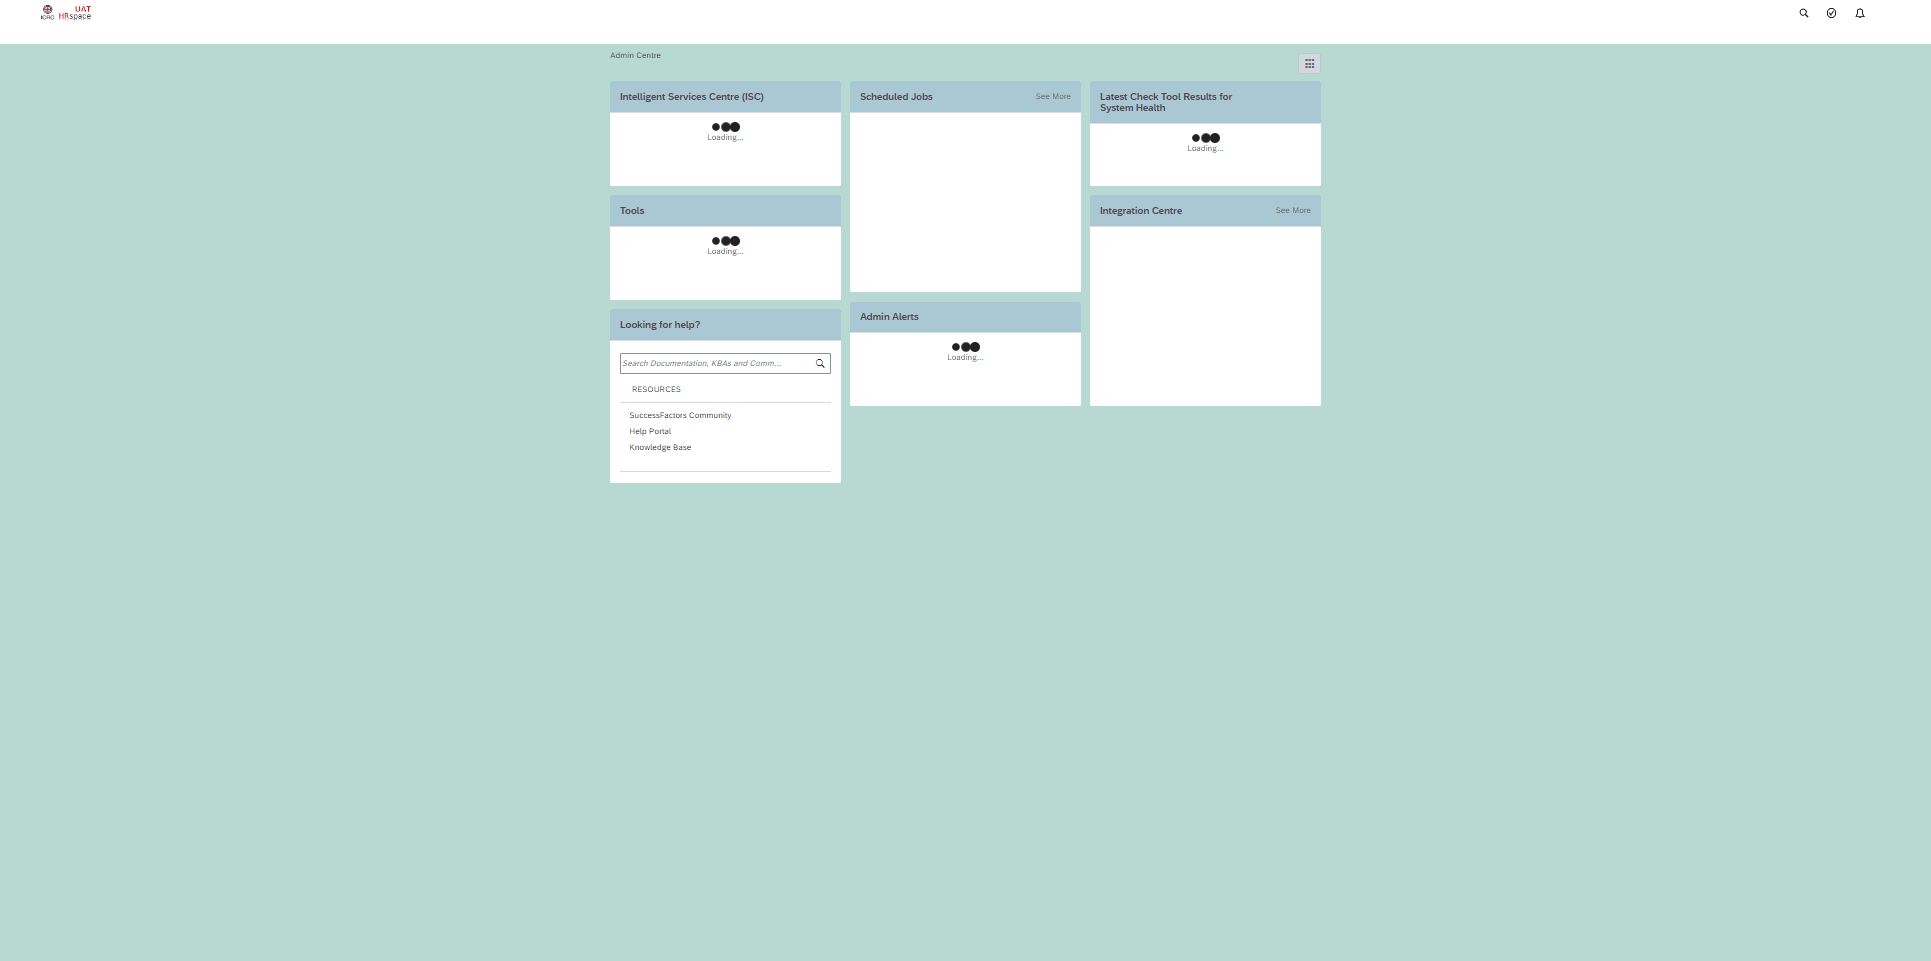 UAT
ICRC HRspace
Admin Centre
Intelligent Services Centre (ISC)
Loading...
Tools
Loading...
Looking for help?
Search Documentation, KBAs and Comm...
RESOURCES
SuccessFactors Community
Help Portal
Knowledge Base
Scheduled Jobs See More
Admin Alerts
Loading...
Latest Check Tool Results for
System Health
Loading...
Integration Centre See More